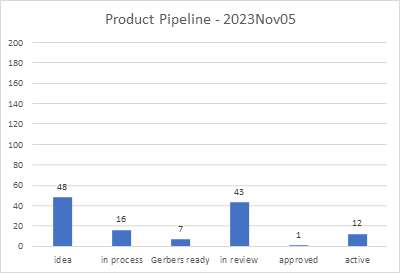 Product Pipeline - 2023Nov05
200
180
160
140
120
100
80
60
40
20
0
48
16
7
43
1
12
idea
in process
Gerbers ready
in review
approved
active